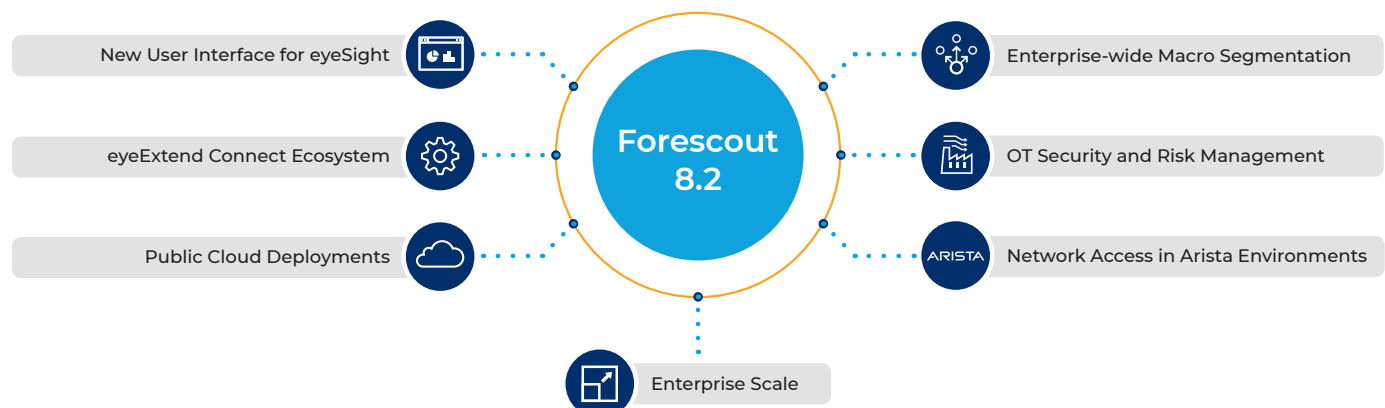 New User Interface for eyeSight
eyeExtend Connect Ecosystem
Public Cloud Deployments
Forescout
8.2
Enterprise-wide Macro Segmentation
OT Security and Risk Management
ARISTA
Network Access in Arista Environments
Enterprise Scale